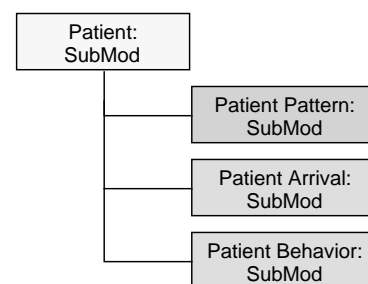 Patient:
SubMod
Patient Pattern:
SubMod
Patient Arrival:
SubMod
Patient Behavior:
SubMod